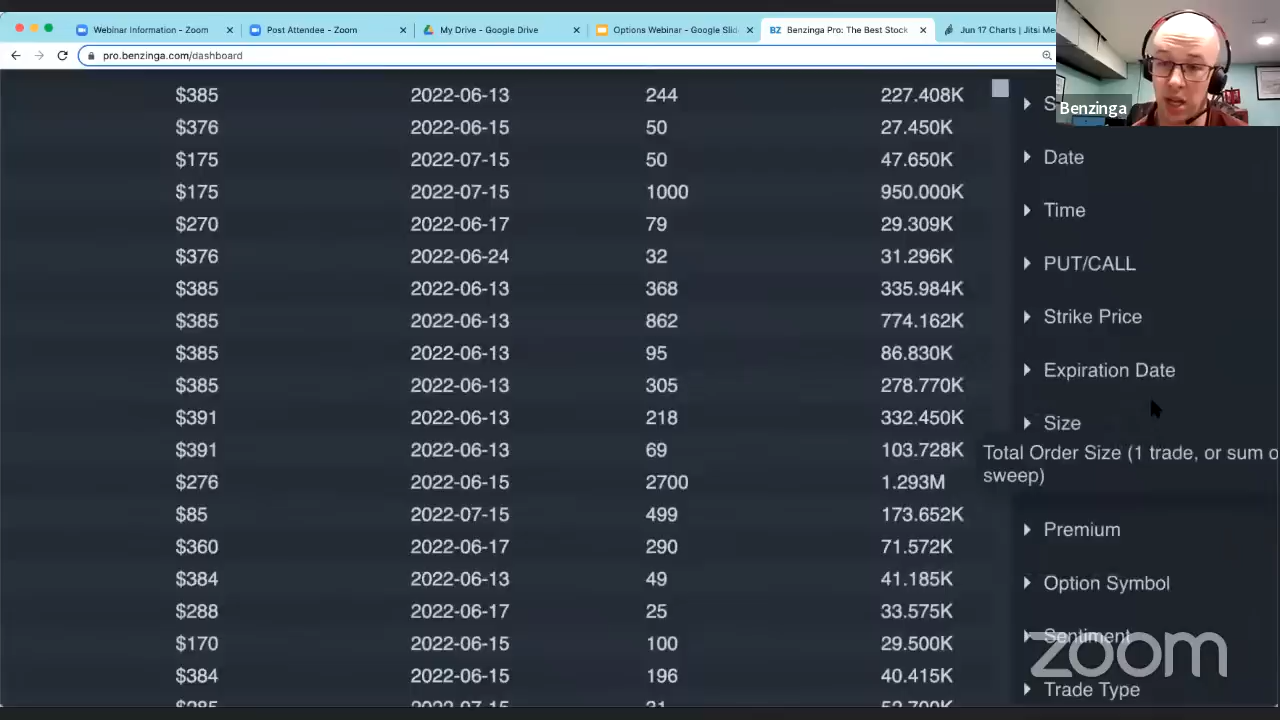 Webinar Information - Zoom
Post Attendee - Zoom
My Drive - Google Drive
Options Webinar - Google Slid
BZ Benzinga Pro: The Best Stock
Jun 17 Charts | Jitsi Me
pro.benzinga.com/dashboard
Benzinga
$385 2022-06-13 244 227.408K
$376 2022-06-15 50 27.450K
$175 2022-07-15 50 47.650K
$175 2022-07-15 1000 950.000K
$270 2022-06-17 79 29.309K
$376 2022-06-24 32 31.296K
$385 2022-06-13 368 335.984K
$385 2022-06-13 862 774.162K
$385 2022-06-13 95 86.830K
$385 2022-06-13 305 278.770K
$391 2022-06-13 218 332.450K
$391 2022-06-13 69 103.728K
$276 2022-06-15 2700 1.293M
$85 2022-07-15 499 173.652K
$360 2022-06-17 290 71.572K
$384 2022-06-13 49 41.185K
$288 2022-06-17 25 33.575K
$170 2022-06-15 100 29.500K
$384 2022-06-15 196 40.415K
Date
Time
PUT/CALL
Strike Price
Expiration Date
Size
Total Order Size (1 trade, or sum o
sweep)
Premium
Option Symbol
Sentiment
zoom
Trade Type